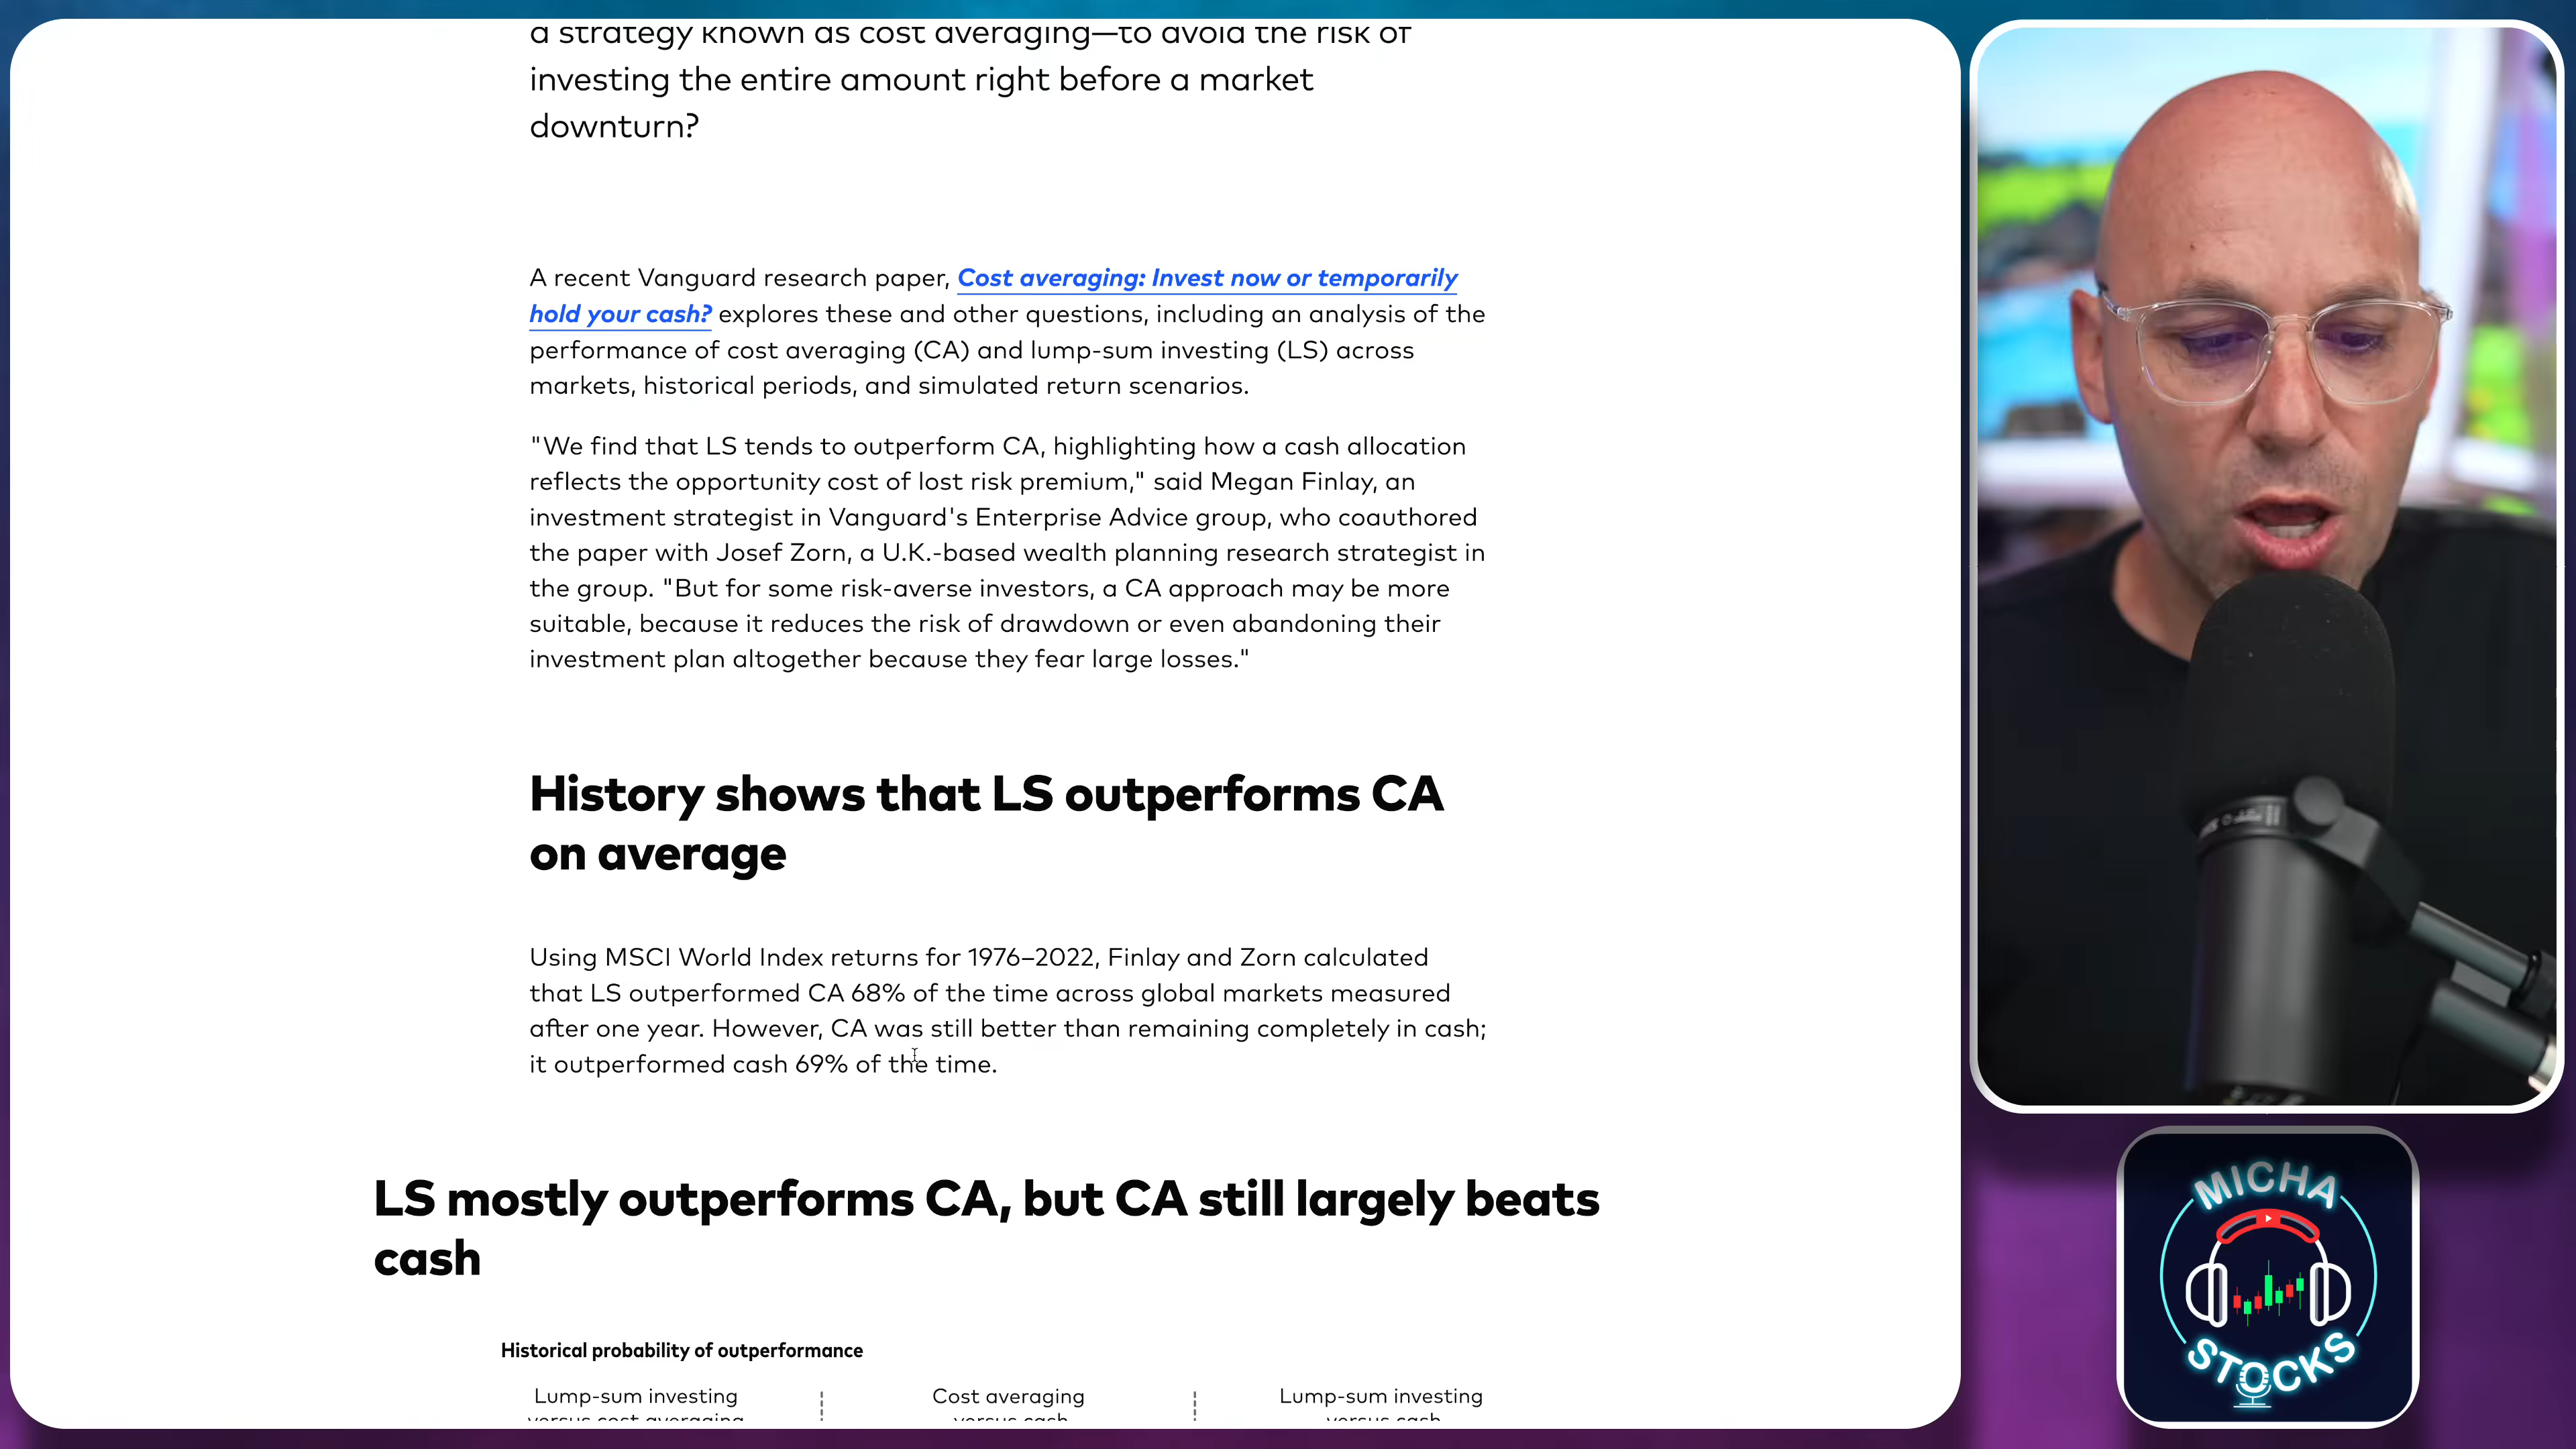 a strategy known as cost averaging—to avoid the risk of
investing the entire amount right before a market
downturn?
A recent Vanguard research paper, Cost averaging: Invest now or temporarily
hold your cash? explores these and other questions, including an analysis of the
performance of cost averaging (CA) and lump-sum investing (LS) across
markets, historical periods, and simulated return scenarios.
"We find that LS tends to outperform CA, highlighting how a cash allocation
reflects the opportunity cost of lost risk premium," said Megan Finlay, an
investment strategist in Vanguard's Enterprise Advice group, who coauthored
the paper with Josef Zorn, a U.K.-based wealth planning research strategist in
the group. "But for some risk-averse investors, a CA approach may be more
suitable, because it reduces the risk of drawdown or even abandoning their
investment plan altogether because they fear large losses."
History shows that LS outperforms CA
on average
Using MSCI World Index returns for 1976–2022, Finlay and Zorn calculated
that LS outperformed CA 68% of the time across global markets measured
after one year. However, CA was still better than remaining completely in cash;
it outperformed cash 69% of the time.
LS mostly outperforms CA, but CA still largely beats
cash
Historical probability of outperformance
Lump-sum investing
versus cost averaging
Cost averaging
versus cash
Lump-sum investing
versus cash
MICHA
STOCKS